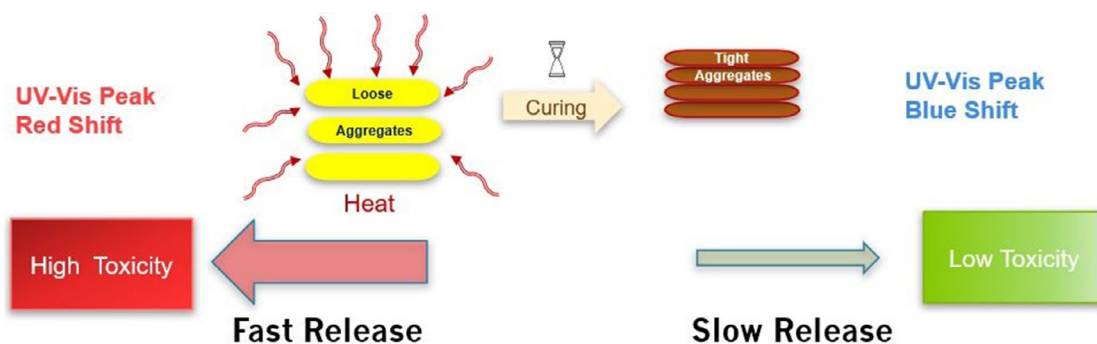 UV-Vis Peak
Red Shift
Loose
Aggregates
Heat
Curing
Tight
Aggregates
UV-Vis Peak
Blue Shift
High Toxicity
Low Toxicity
Fast Release
Slow Release